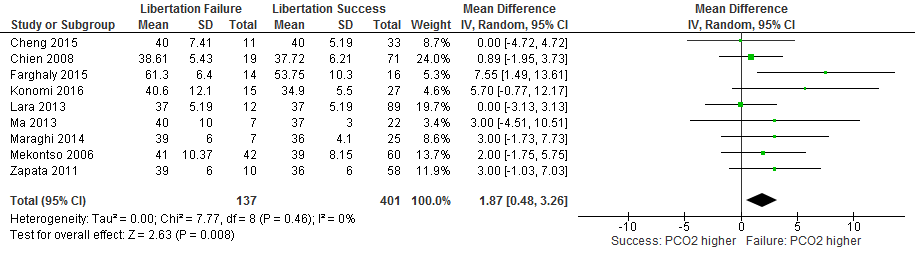 Libertation Failure Libertation Success Mean Difference Mean Difference
Study or Subgroup Mean SD Total Mean SD Total Weight IV, Random, 95% CI IV, Random, 95% CI
Cheng 2015 40 7.41 11 40 5.19 33 8.7% 0.00 [-4.72, 4.72]
Chien 2008 38.61 5.43 19 37.72 6.21 71 24.0% 0.89 [-1.95, 3.73]
Farghaly 2015 61.3 6.4 14 53.75 10.3 16 5.3% 7.55 [1.49, 13.61]
Konomi 2016 40.6 12.1 15 34.9 5.5 27 4.6% 5.70 [-0.77, 12.17]
Lara 2013 37 5.19 12 37 5.19 89 19.7% 0.00 [-3.13, 3.13]
Ma 2013 40 10 7 37 3 22 3.4% 3.00 [-4.51, 10.51]
Maraghi 2014 39 6 7 36 4.1 25 8.6% 3.00 [-1.73, 7.73]
Mekontso 2006 41 10.37 42 39 8.15 60 13.7% 2.00 [-1.75, 5.75]
Zapata 2011 39 6 10 36 6 58 11.9% 3.00 [-1.03, 7.03]
Total (95% CI) 137 401 100.0% 1.87 [0.48, 3.26]
Heterogeneity: Tau² = 0.00; Chi² = 7.77, df = 8 (P = 0.46); I² = 0%
Test for overall effect: Z = 2.63 (P = 0.008)
-10 -5 0 5 10
Success: PCO2 higher Failure: PCO2 higher